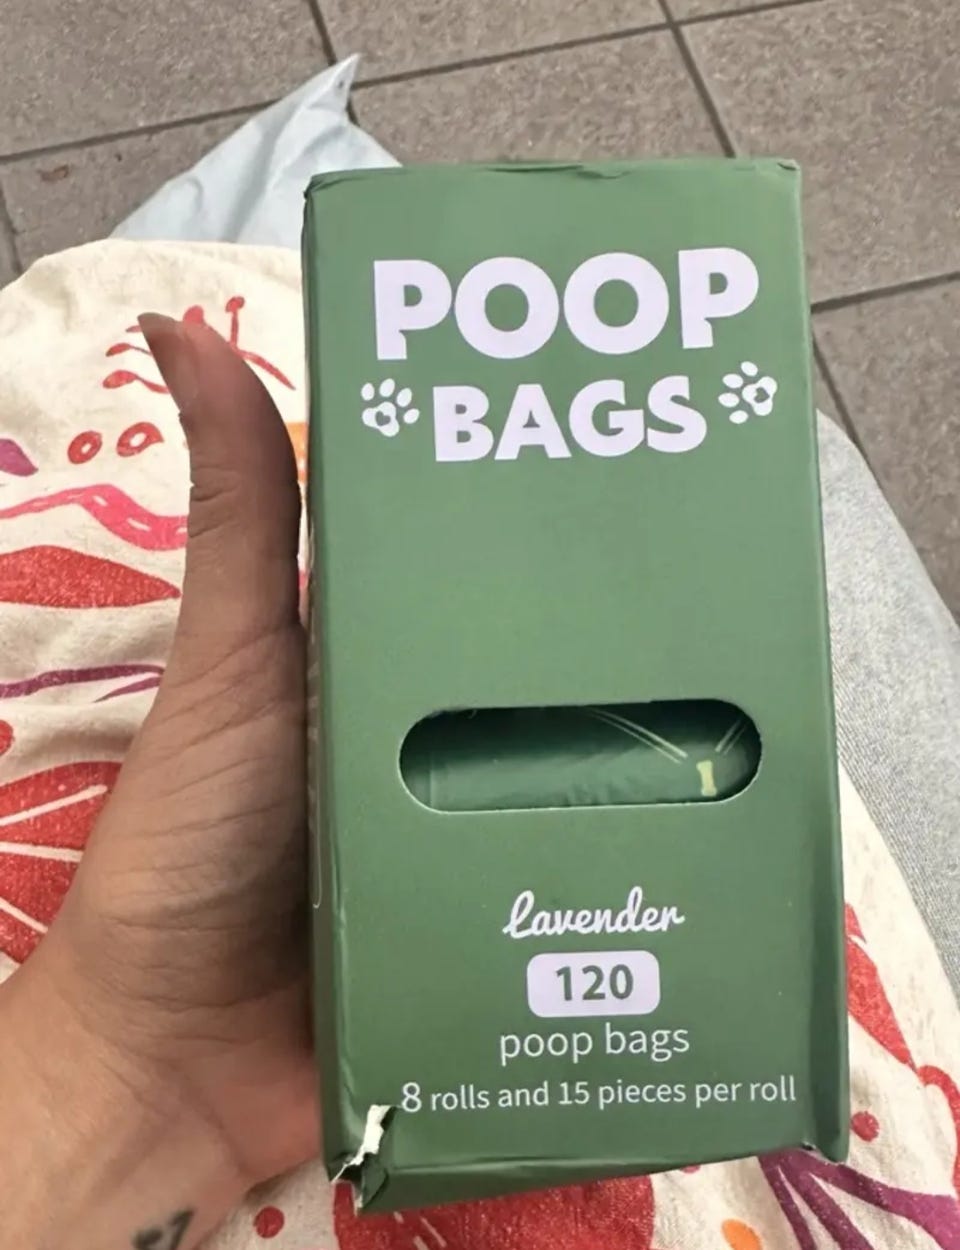 POOP
BAGS
Lavender
120
poop bags
8 rolls and 15 pieces per roll